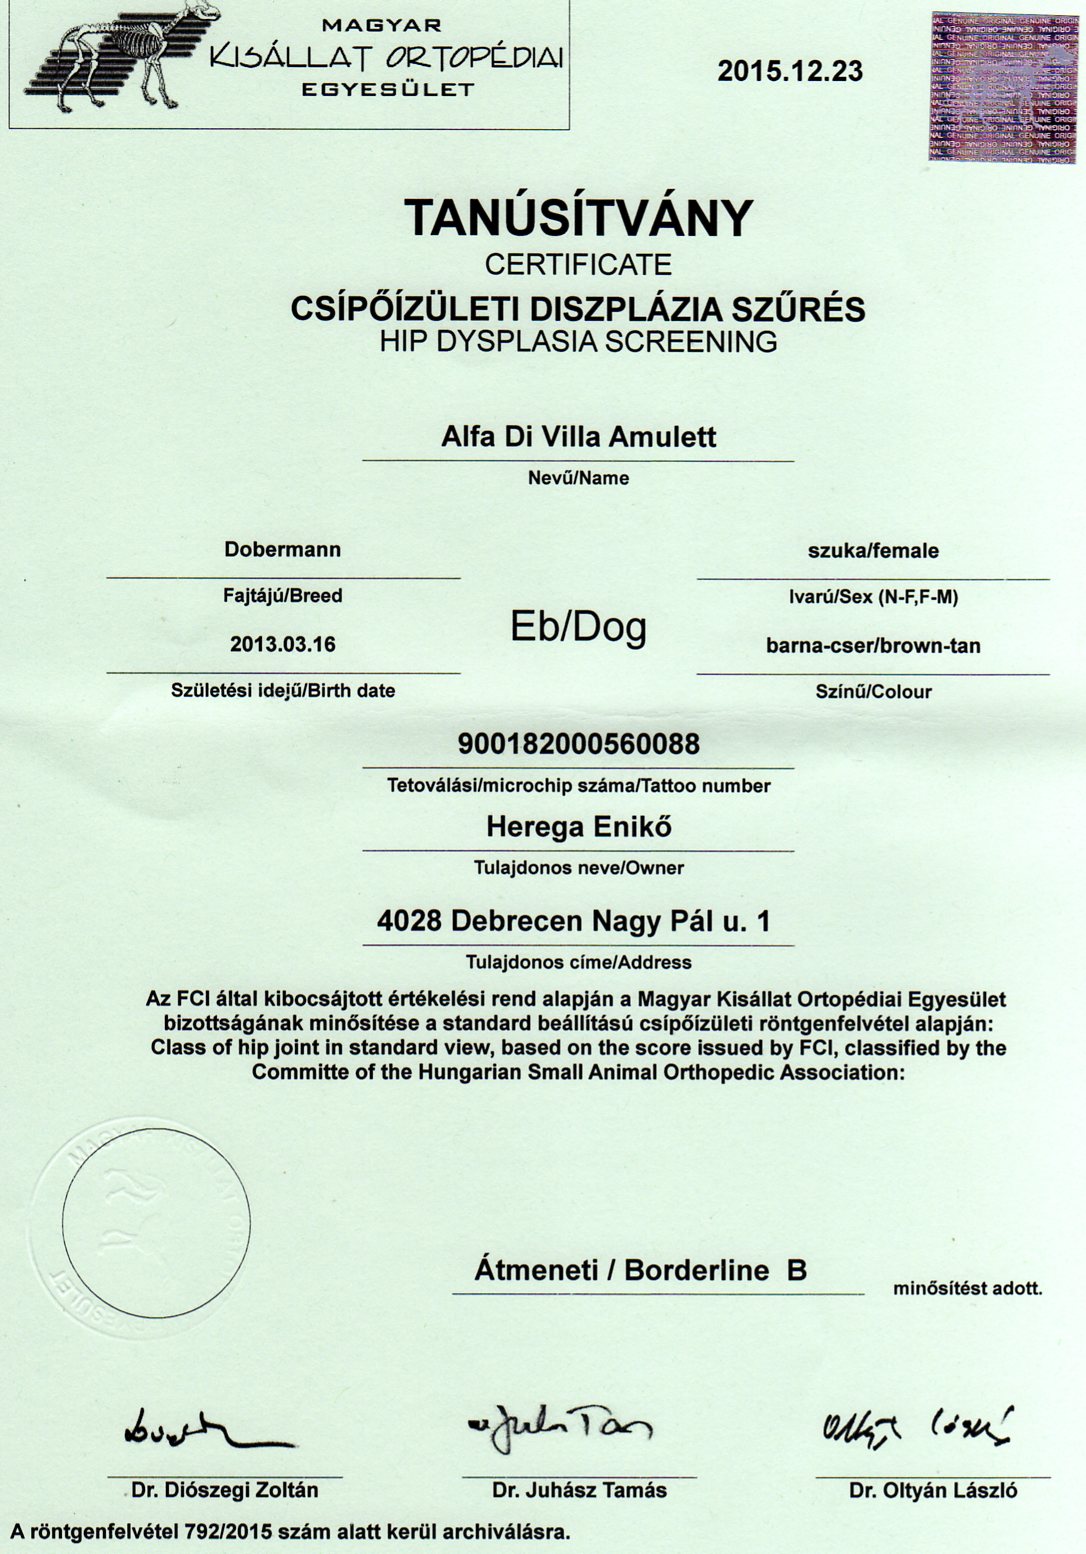 MAGYAR
KISÁLLAT ORTOPÉDIAI
EGYESÜLET
2015.12.23
TANÚSÍTVÁNY
CERTIFICATE
CSÍPŐÍZÜLETI DISZPLÁZIA SZŰRÉS
HIP DYSPLASIA SCREENING
Alfa Di Villa Amulett
Nevű/Name
Dobermann
szuka/female
Fajtájú/Breed
Ivarú/Sex (N-F,F-M)
Eb/Dog
2013.03.16
barna-cser/brown-tan
Születési idejű/Birth date
Színű/Colour
900182000560088
Tetoválási/microchip száma/Tattoo number
Herega Enikő
Tulajdonos neve/Owner
4028 Debrecen Nagy Pál u. 1
Tulajdonos címe/Address
Az FCI által kibocsájtott értékelési rend alapján a Magyar Kisállat Ortopédiai Egyesület
bizottságának minősítése a standard beállítású csípőízületi röntgenfelvétel alapján:
Class of hip joint in standard view, based on the score issued by FCI, classified by the
Committe of the Hungarian Small Animal Orthopedic Association:
Átmeneti / Borderline B
minősítést adott.
Dr. Diószegi Zoltán
Dr. Juhász Tamás
Dr. Oltyán László
A röntgenfelvétel 792/2015 szám alatt kerül archiválásra.